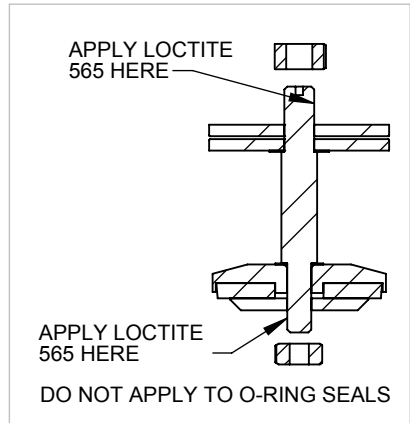 APPLY LOCTITE
565 HERE
APPLY LOCTITE
565 HERE
DO NOT APPLY TO O-RING SEALS